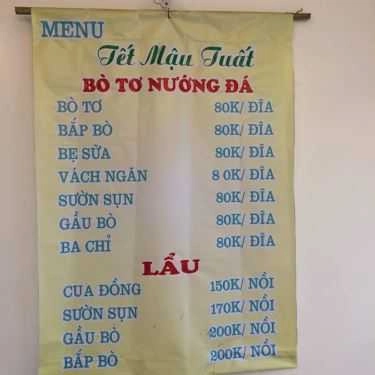 MENU
Tết Mậu Tuất
BÒ TƠ NƯỚNG ĐÁ
BÒ TƠ 80K/ ĐĨA
BẮP BÒ 80K/ ĐĨA
BẸ SỮA 80K/ ĐĨA
VÁCH NGĂN 8 0K/ ĐĨA
SƯỜN SỤN 80K/ ĐĨA
GẦU BÒ 80K/ ĐĨA
BA CHỈ 80K/ ĐĨA
LẨU
CUA ĐỒNG 150K/ NỒI
SƯỜN SỤN 170K/ NỒI
GẦU BÒ 200K/ NỒI
BẮP BÒ 200K/ NỒI